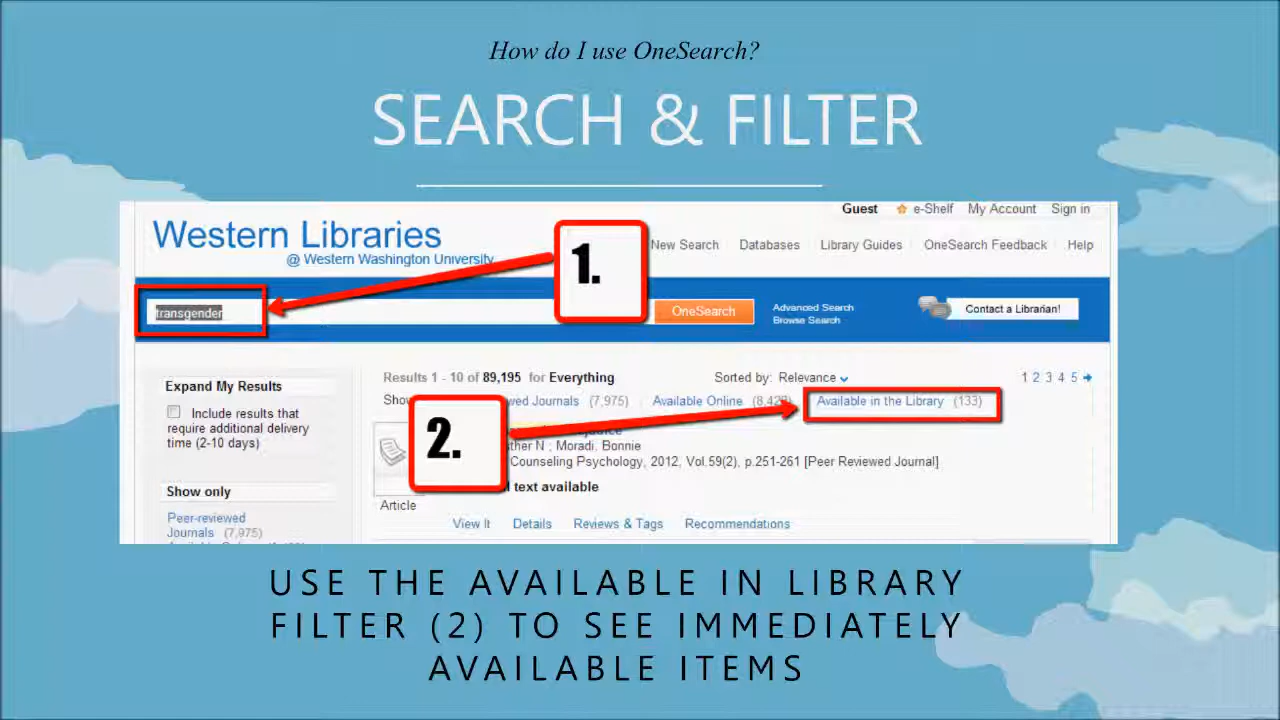 How do I use OneSearch?
SEARCH & FILTER
Guest e-Shelf My Account Sign in
Western Libraries
@ Western Washington University
New Search Databases Library Guides OneSearch Feedback Help
1.
transgender
OneSearch
Advanced Search
Browse Search
Contact a Librarian!
Expand My Results
Include results that
require additional delivery
time (2-10 days)
Show only
Peer-reviewed
Journals (7,975)
Results 1 - 10 of 89,195 for Everything
Sorted by: Relevance
1 2 3 4 5
Journals (7,975) Available Online Available in the Library (133)
2.
N ; Moradi, Bonnie
Counseling Psychology, 2012, Vol.59(2), p.251-261 [Peer Reviewed Journal]
text available
Article
View It Details Reviews & Tags Recommendations
USE THE AVAILABLE IN LIBRARY
FILTER (2) TO SEE IMMEDIATELY
AVAILABLE ITEMS